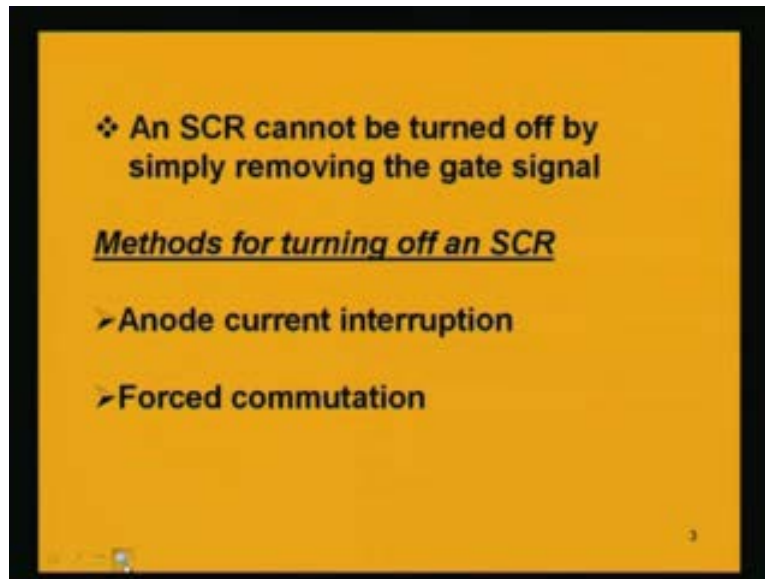 ❖ An SCR cannot be turned off by
simply removing the gate signal
Methods for turning off an SCR
➢Anode current interruption
➢Forced commutation
3